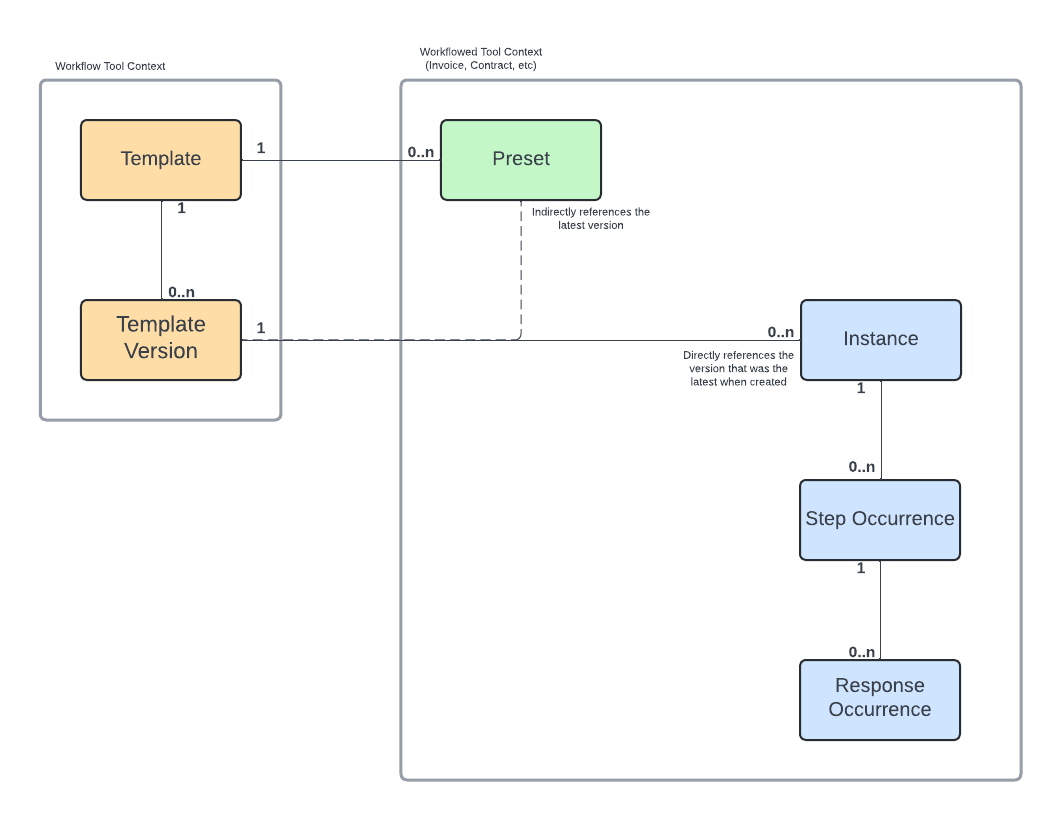 Workflowed Tool Context
(Invoice, Contract, etc)
Workflow Tool Context
Template
1
0..n
Preset
1
Indirectly references the
latest version
0..n
Template
Version
1
0..n
Instance
Directly references the
version that was the
latest when created
1
0..n
Step Occurrence
1
0..n
Response
Occurrence